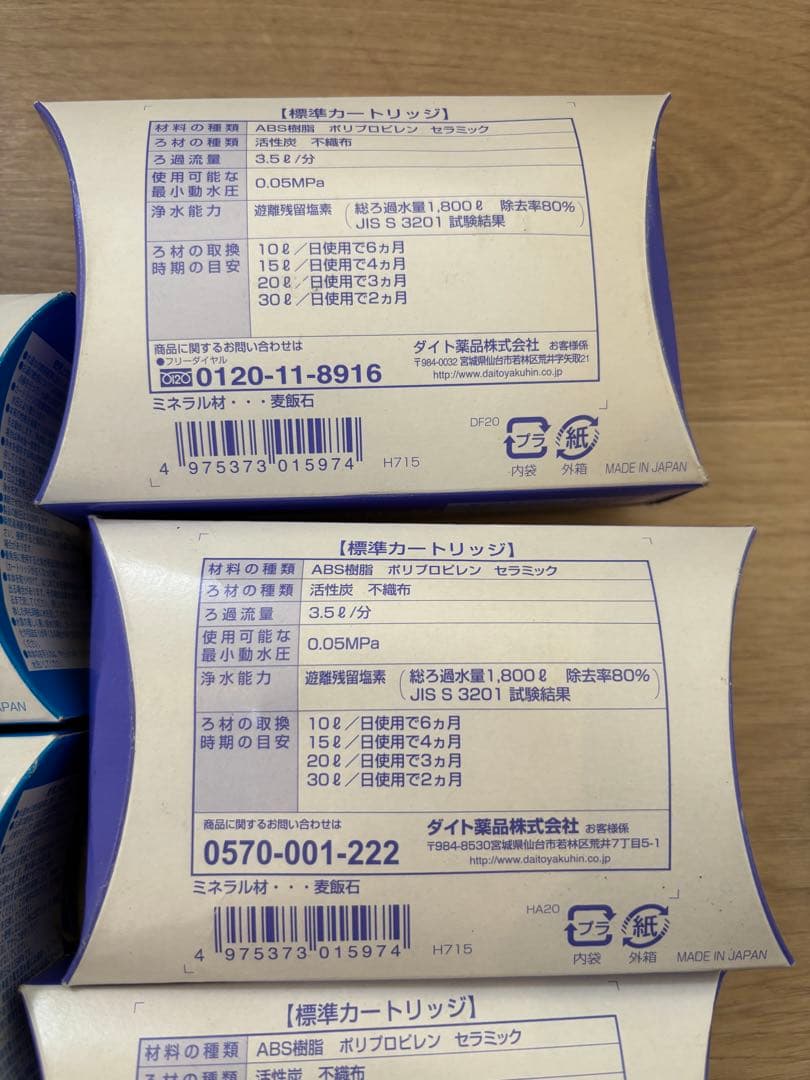 【標準カートリッジ】
材料の種類 ABS樹脂 ポリプロピレン セラミック
ろ材の種類 活性炭 不織布
ろ過流量 3.5ℓ/分
使用可能な最小動水圧 0.05MPa
浄水能力 遊離残留塩素 (総ろ過水量1,800ℓ 除去率80%
JIS S 3201 試験結果)
ろ材の取換時期の目安 10ℓ/日使用で6ヵ月
15ℓ/日使用で4ヵ月
20ℓ/日使用で3ヵ月
30ℓ/日使用で2ヵ月
商品に関するお問い合わせは
●フリーダイヤル
0120-11-8916
ダイト薬品株式会社 お客様係
〒984-0032 宮城県仙台市若林区荒井字矢取21
http://www.daitoyakuhin.co.jp
ミネラル材・・・麦飯石
4 975373 015974 H715
DF20 プラ 紙
内袋 外箱 MADE IN JAPAN
【標準カートリッジ】
材料の種類 ABS樹脂 ポリプロピレン セラミック
ろ材の種類 活性炭 不織布
ろ過流量 3.5ℓ/分
使用可能な最小動水圧 0.05MPa
浄水能力 遊離残留塩素 (総ろ過水量1,800ℓ 除去率80%
JIS S 3201 試験結果)
ろ材の取換時期の目安 10ℓ/日使用で6ヵ月
15ℓ/日使用で4ヵ月
20ℓ/日使用で3ヵ月
30ℓ/日使用で2ヵ月
商品に関するお問い合わせは
0570-001-222
ダイト薬品株式会社 お客様係
〒984-8530宮城県仙台市若林区荒井7丁目5-1
http://www.daitoyakuhin.co.jp
ミネラル材・・・麦飯石
4 975373 015974 H715
HA20 プラ 紙
内袋 外箱 MADE IN JAPAN
【標準カートリッジ】
材料の種類 ABS樹脂 ポリプロピレン セラミック
ろ材の種類 活性炭 不織布
PAN